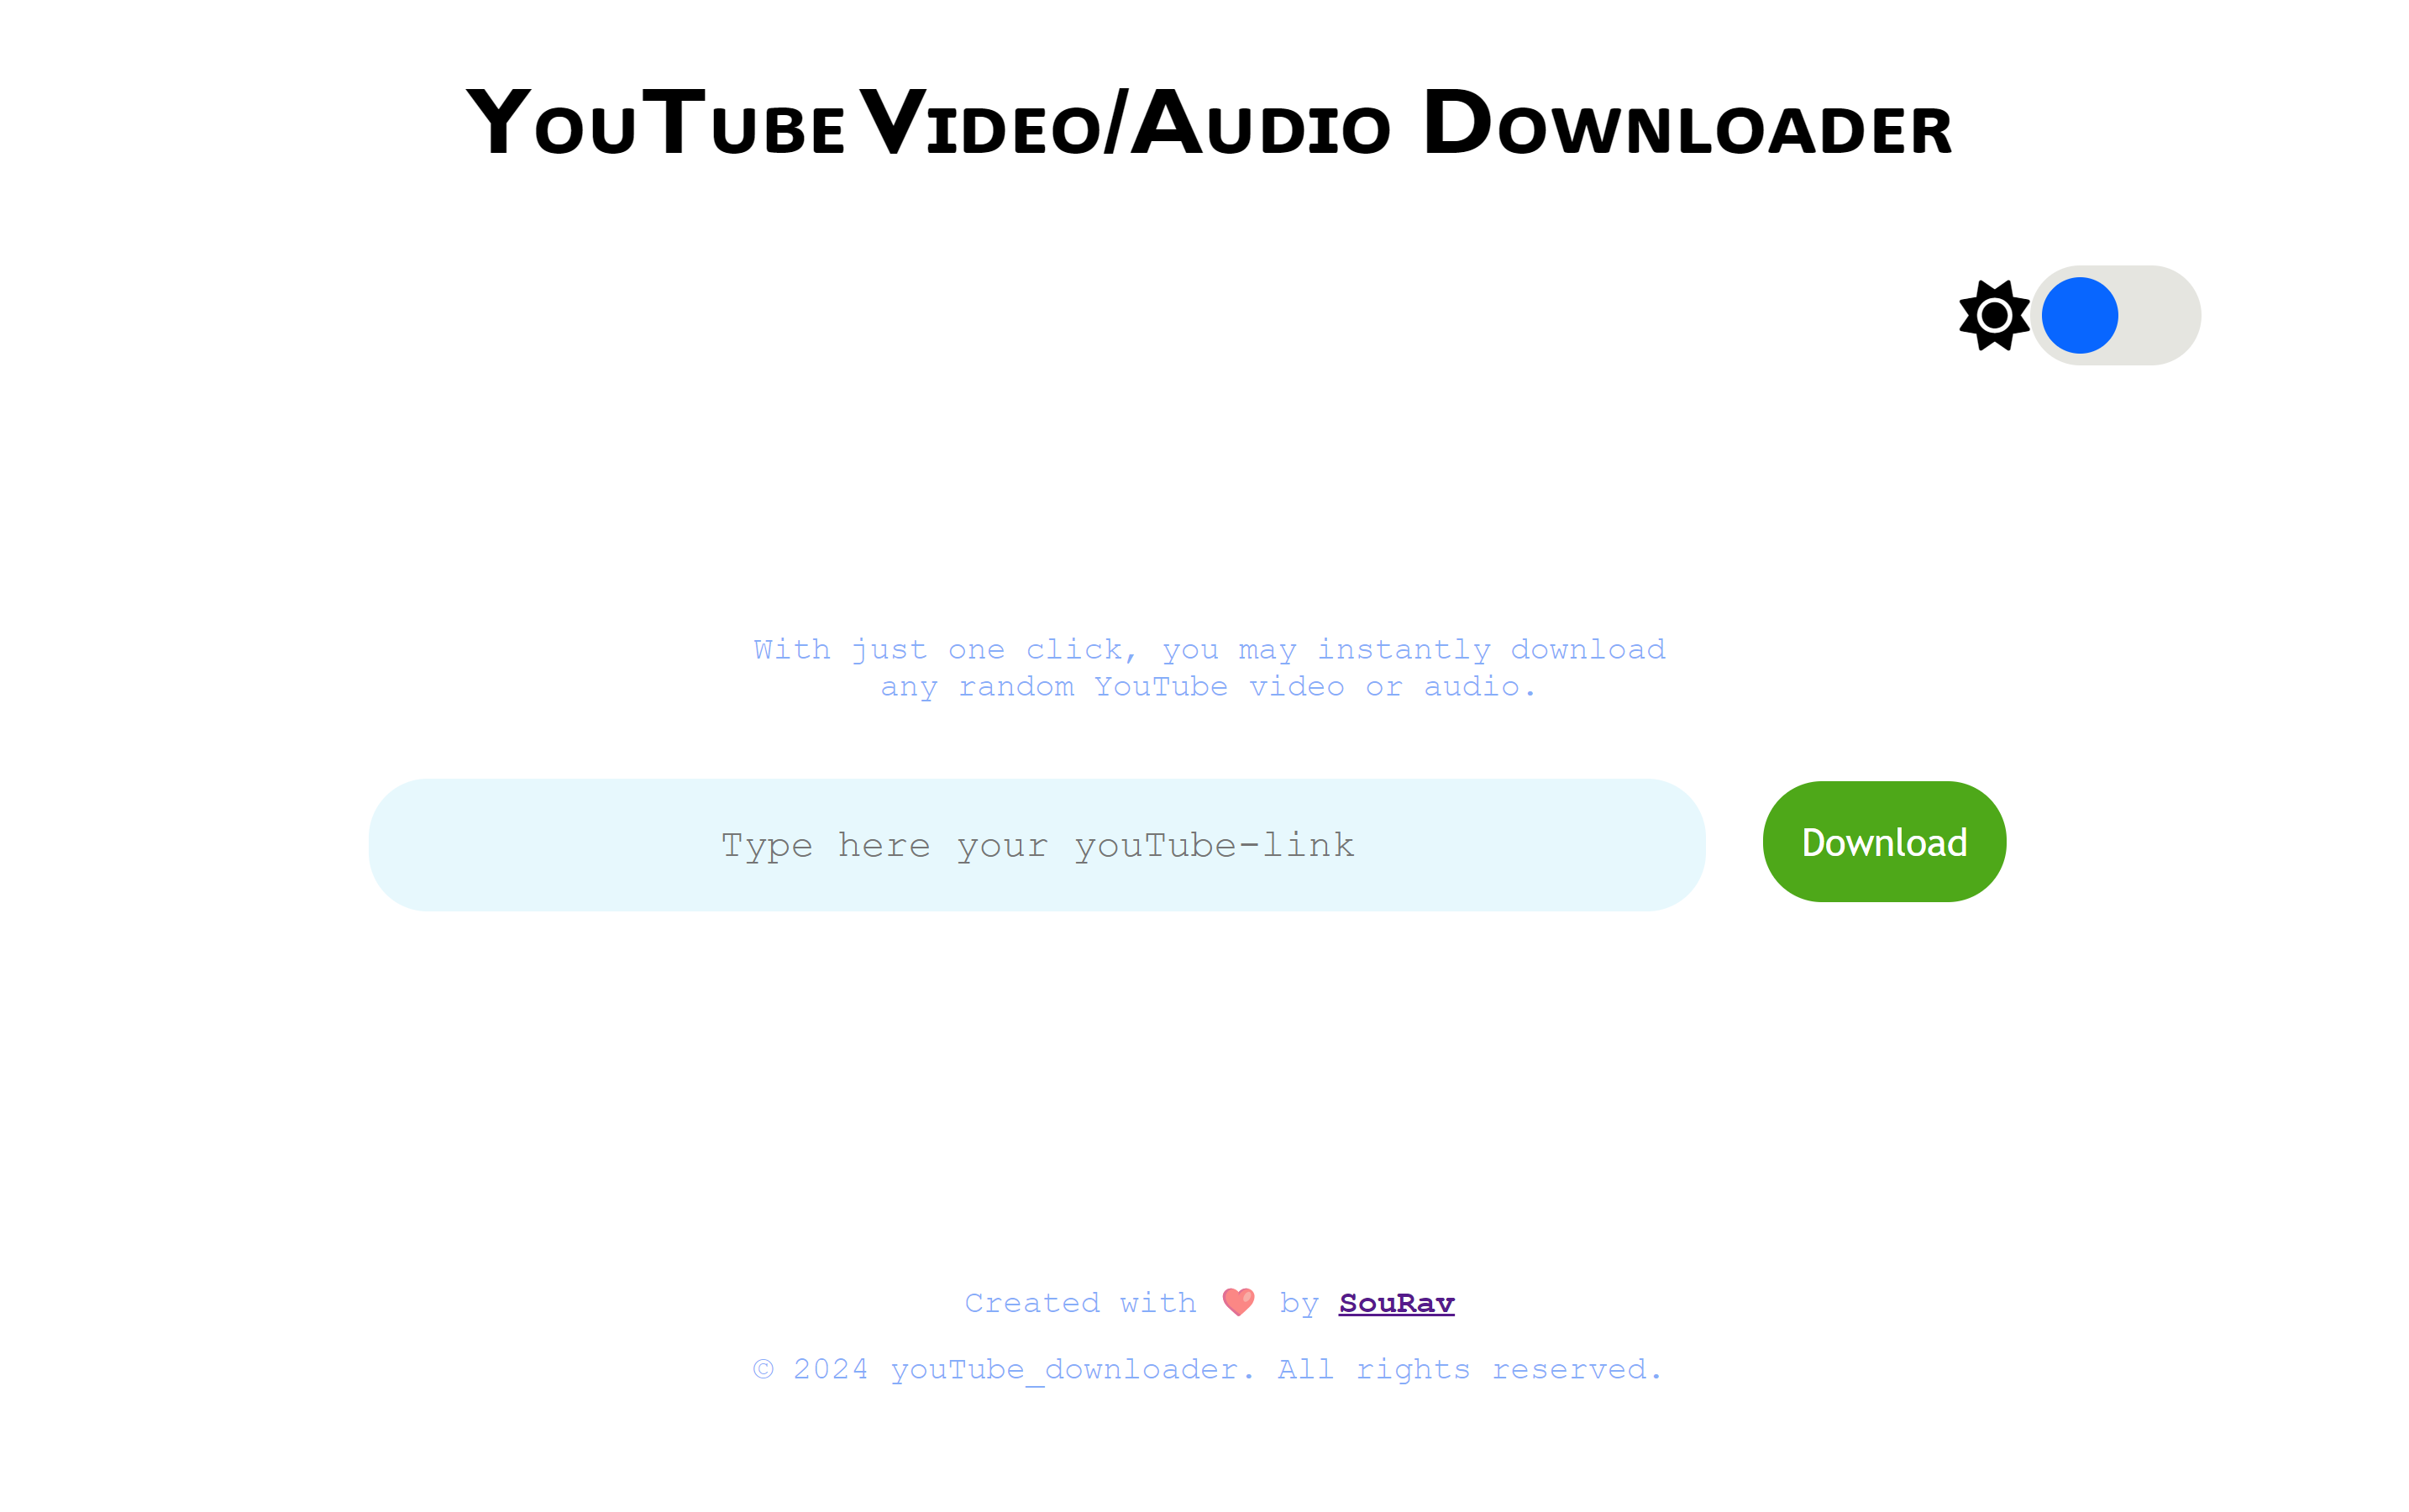 YouTube Video/Audio Downloader
With just one click, you may instantly download
any random YouTube video or audio.
Type here your youTube-link
Download
Created with ❤ by SouRav
© 2024 youTube_downloader. All rights reserved.